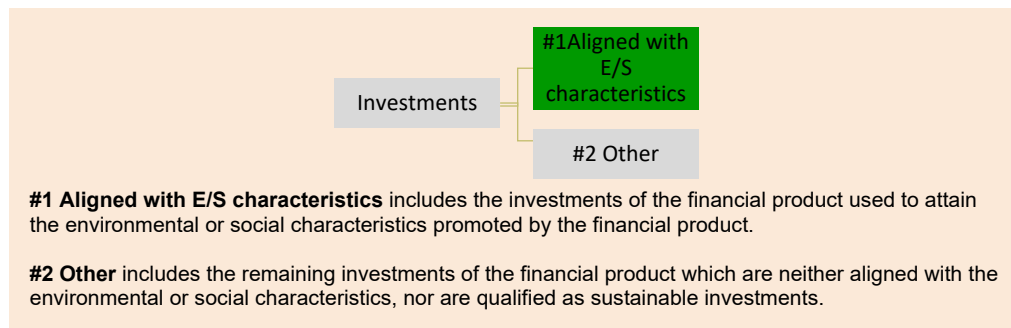 #1Aligned with
E/S
characteristics
Investments
#2 Other
#1 Aligned with E/S characteristics includes the investments of the financial product used to attain
the environmental or social characteristics promoted by the financial product.
#2 Other includes the remaining investments of the financial product which are neither aligned with the
environmental or social characteristics, nor are qualified as sustainable investments.